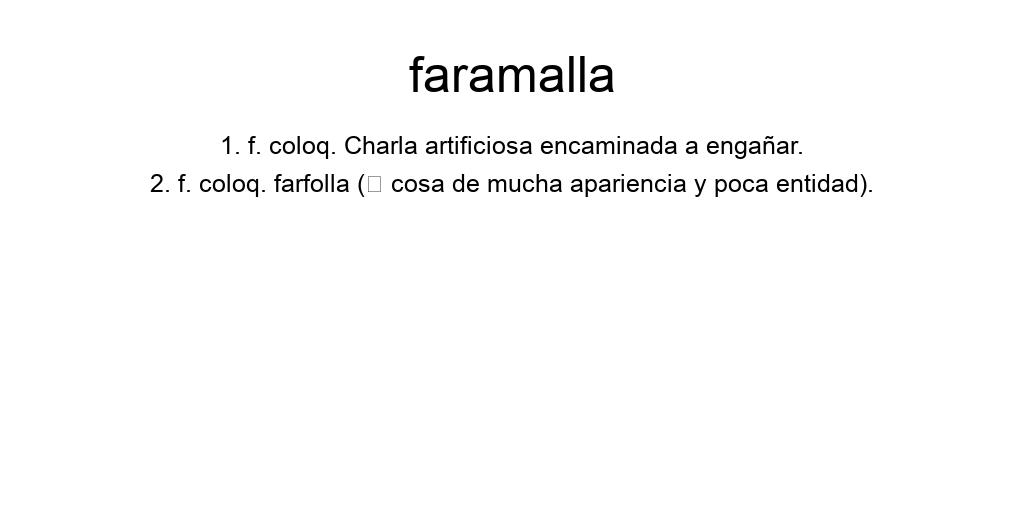 faramalla
1. f. coloq. Charla artificiosa encaminada a engañar.
2. f. coloq. farfolla (□ cosa de mucha apariencia y poca entidad).